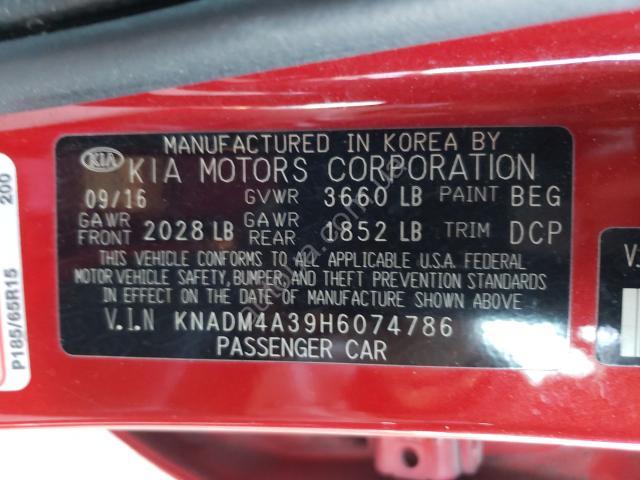 MANUFACTURED IN KOREA BY
KIA KIA MOTORS CORPORATION
09/16 GVWR 3660 LB PAINT BEG
GAWR FRONT 2028 LB GAWR REAR 1852 LB TRIM DCP
THIS VEHICLE CONFORMS TO ALL APPLICABLE U.S.A. FEDERAL
MOTOR VEHICLE SAFETY, BUMPER, AND THEFT PREVENTION STANDARDS
IN EFFECT ON THE DATE OF MANUFACTURE SHOWN ABOVE.
V.I.N KNADM4A39H6074786
PASSENGER CAR
P185/65R15
200
V.